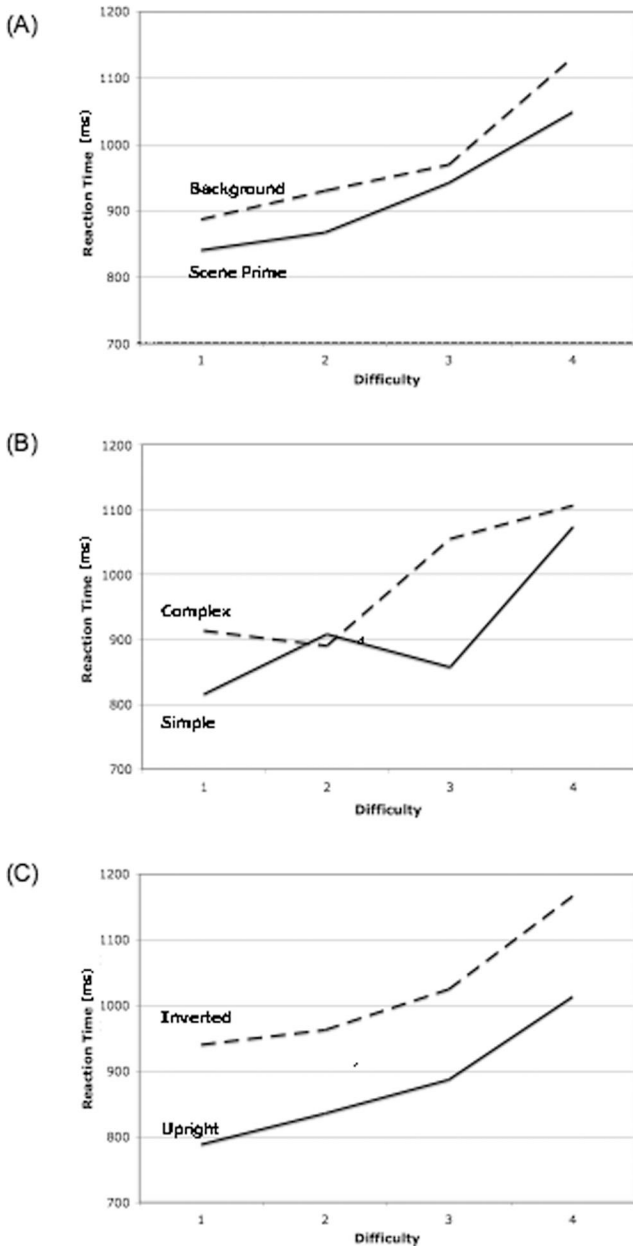 (A)
1200
1100
1000
900
800
700
Reaction Time [ms]
Background
Scene Prime
1 2 3 4
Difficulty
(B)
1200
1100
1000
900
800
700
Reaction Time [ms]
Complex
Simple
1 2 3 4
Difficulty
(C)
1200
1100
1000
900
800
700
Reaction Time [ms]
Inverted
Upright
1 2 3 4
Difficulty